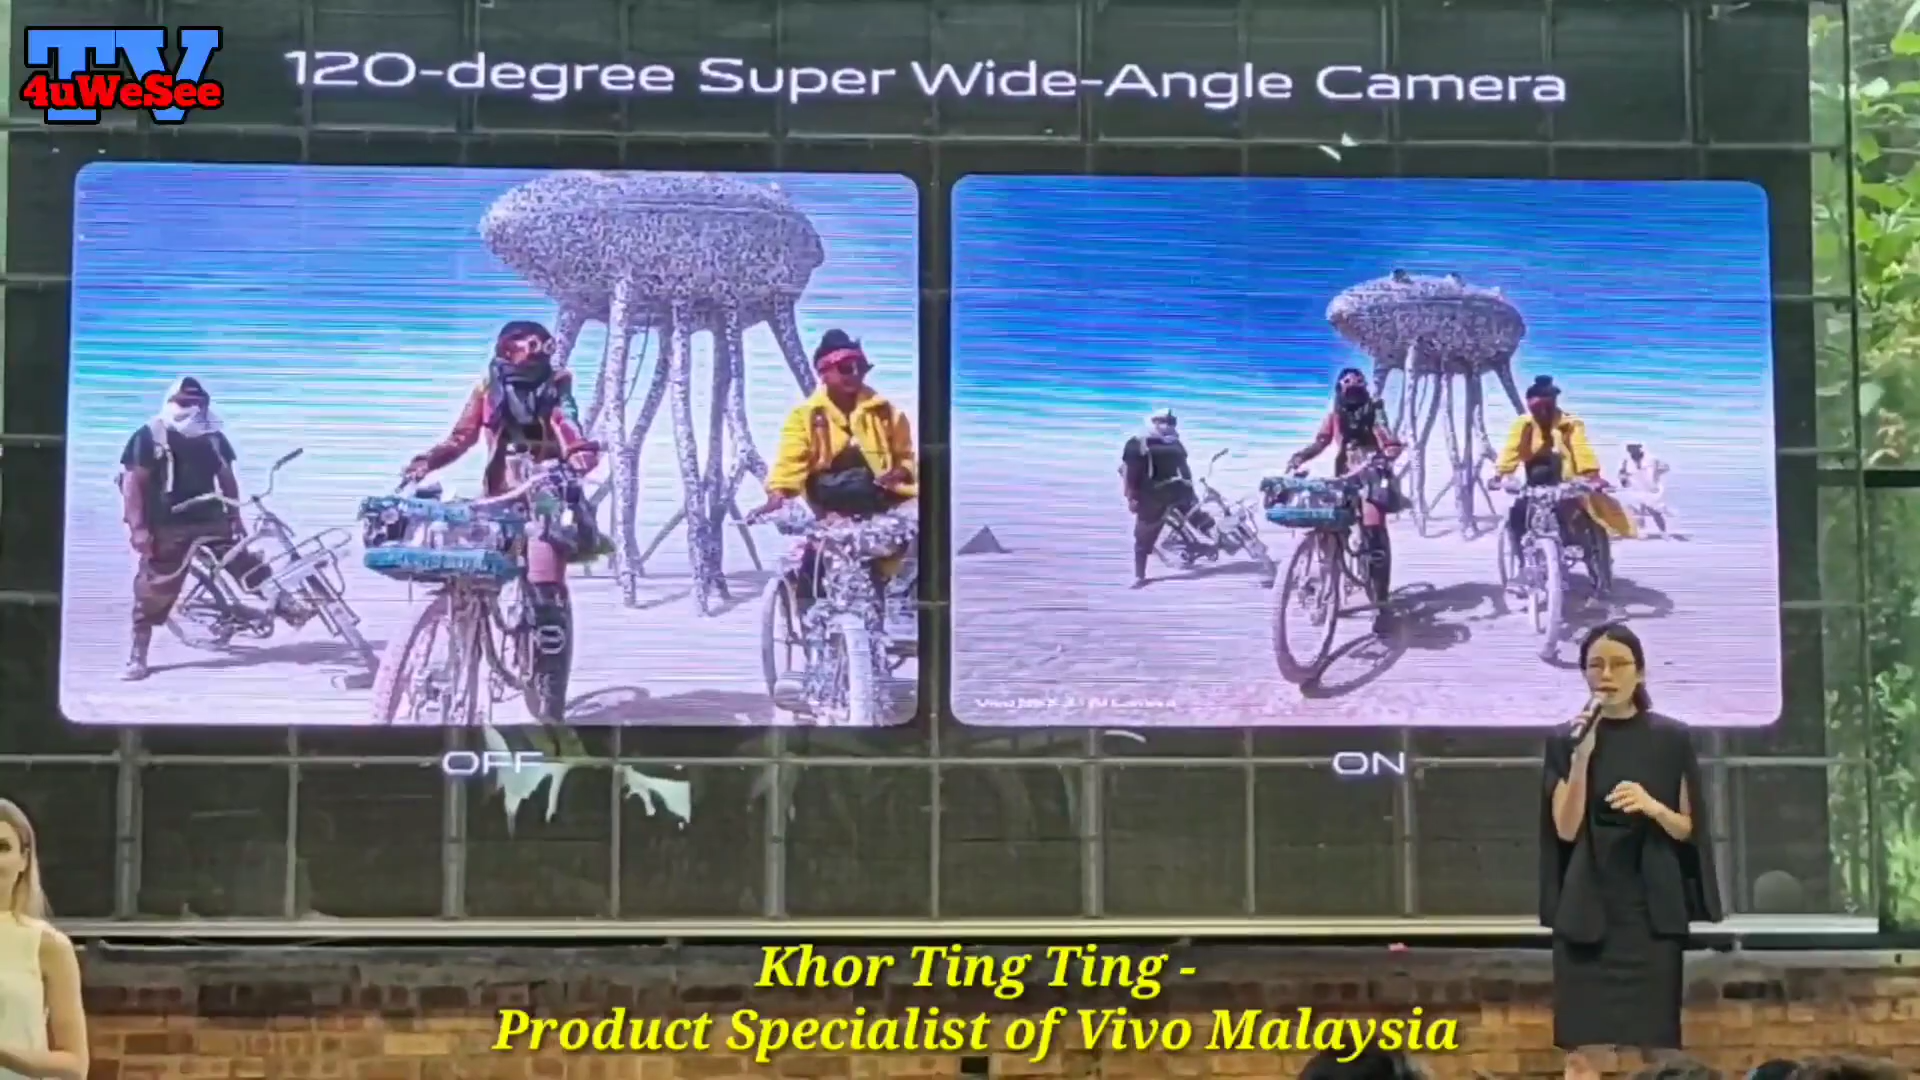 TV
4uWeSee
120-degree Super Wide-Angle Camera
OFF
ON
Khor Ting Ting -
Product Specialist of Vivo Malaysia